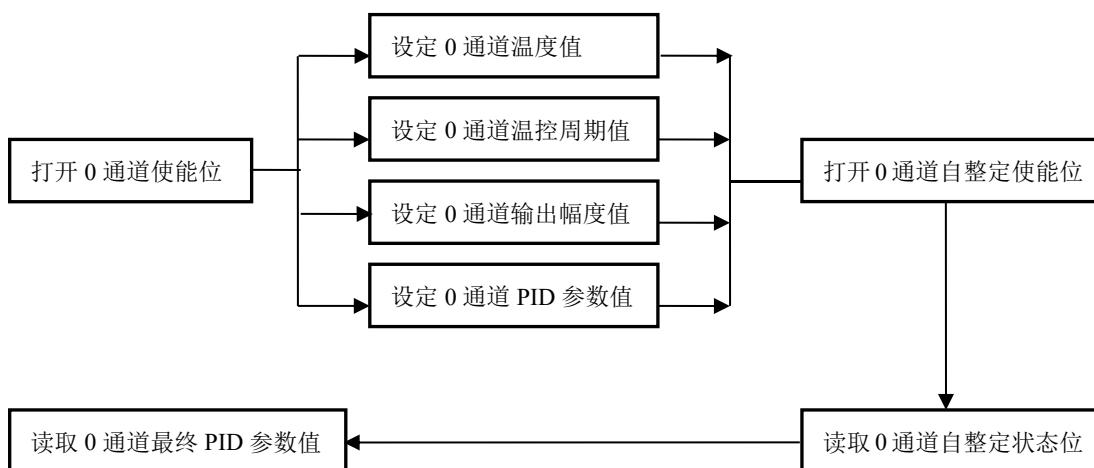 设定 0 通道温度值
设定 0 通道温控周期值
打开 0 通道使能位
打开 0 通道自整定使能位
设定 0 通道输出幅度值
设定 0 通道 PID 参数值
读取 0 通道最终 PID 参数值
读取 0 通道自整定状态位